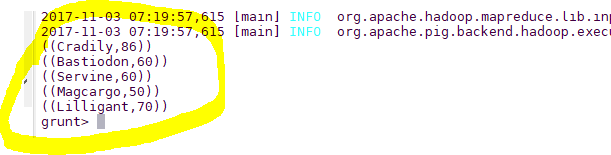 2017-11-03 07:19:57,615 [main] INFO  org.apache.hadoop.mapreduce.lib.inp
2017-11-03 07:19:57,615 [main] INFO  org.apache.pig.backend.hadoop.execu
((Cradily,86))
((Bastiodon,60))
((Servine,60))
((Magcargo,50))
((Lilligant,70))
grunt>